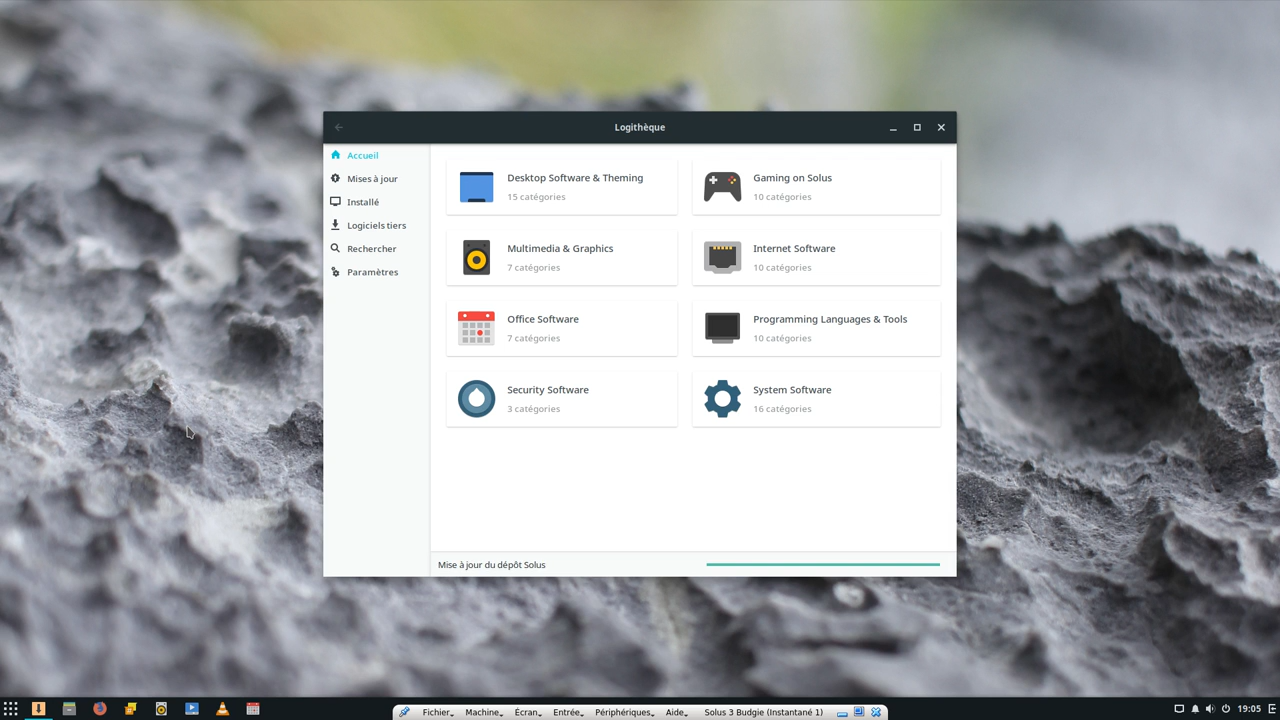 Logithèque
Accueil
Mises à jour
Installé
Logiciels tiers
Rechercher
Paramètres
Desktop Software & Theming
15 catégories
Gaming on Solus
10 catégories
Multimedia & Graphics
7 catégories
Internet Software
10 catégories
Office Software
7 catégories
Programming Languages & Tools
10 catégories
Security Software
3 catégories
System Software
16 catégories
Mise à jour du dépôt Solus
Fichier Machine Écran Entrée Périphériques Aide Solus 3 Budgie (Instantané 1)
19:05